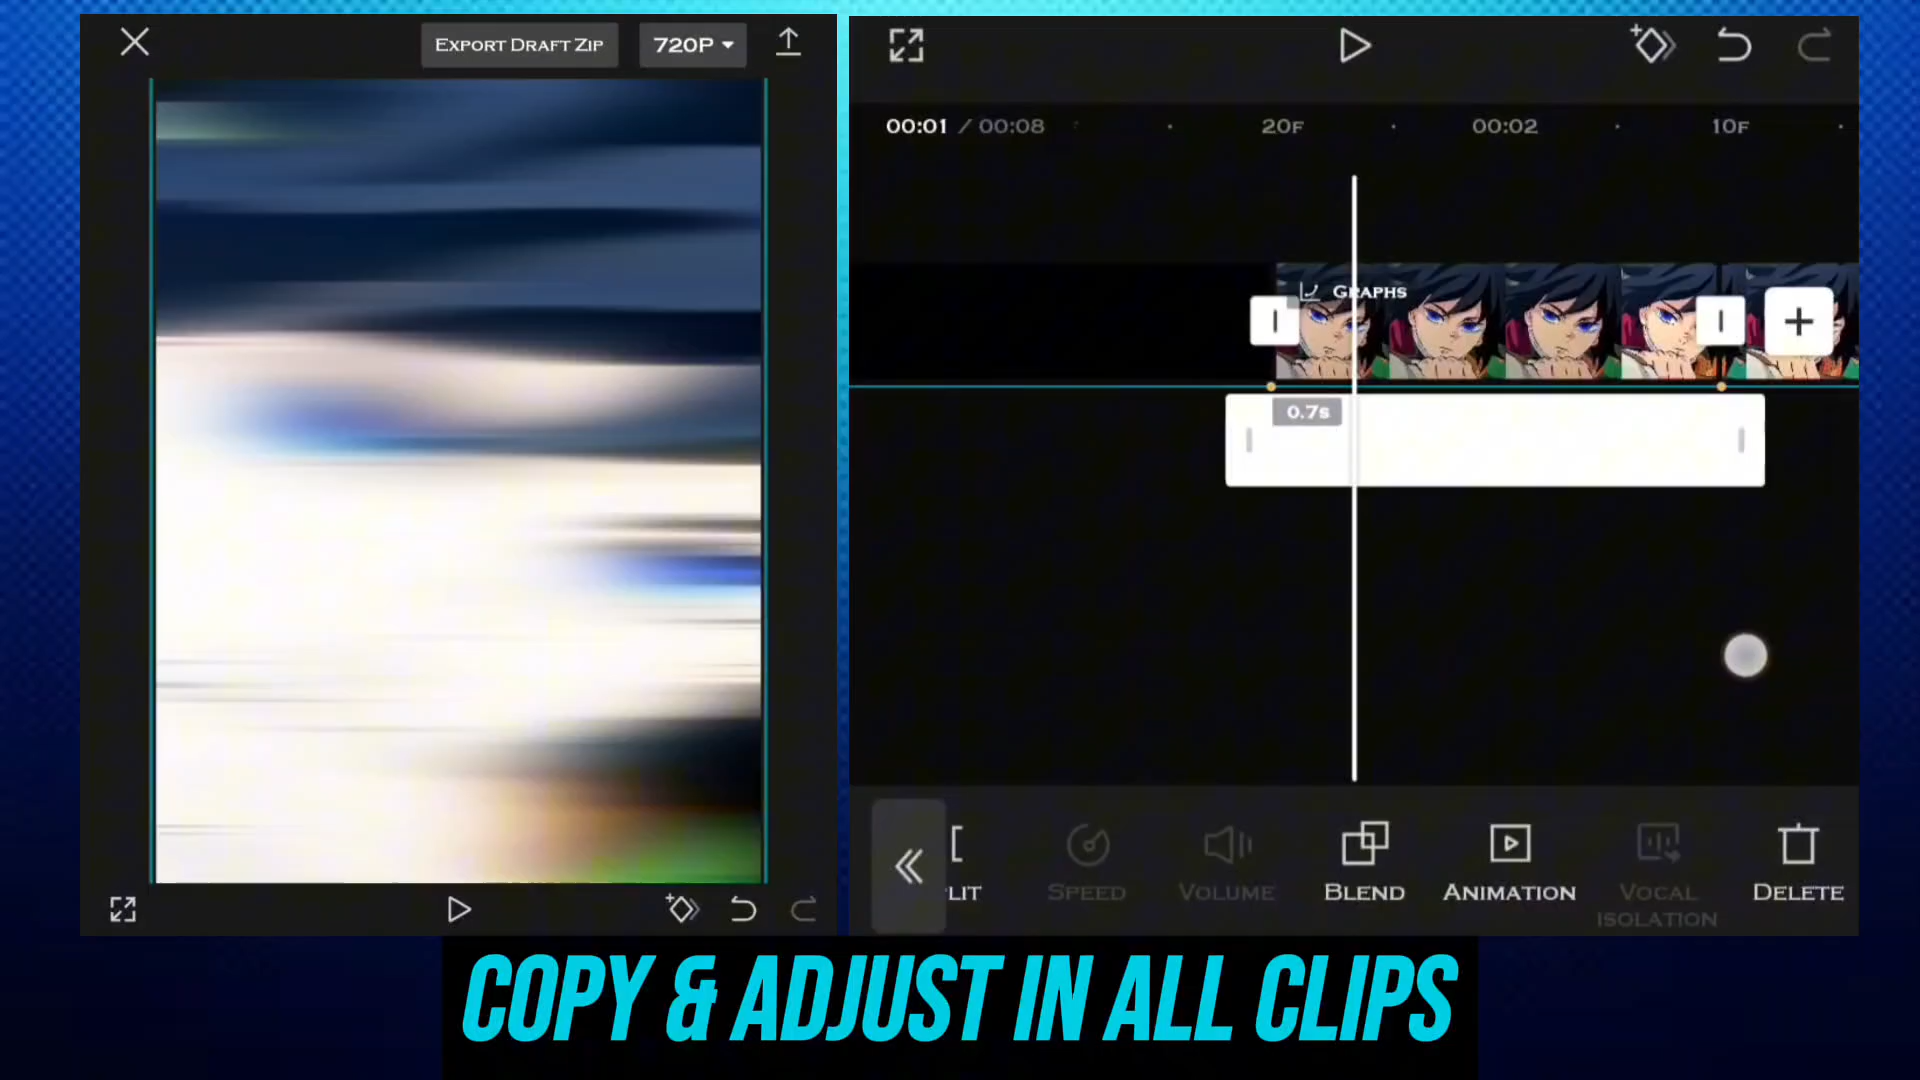 Export Draft Zip
720P
00:01 / 00:08
20F
00:02
10F
Graphs
0.7s
LIT
Speed
Volume
Blend
Animation
Vocal
isolation
Delete
COPY & ADJUST IN ALL CLIPS